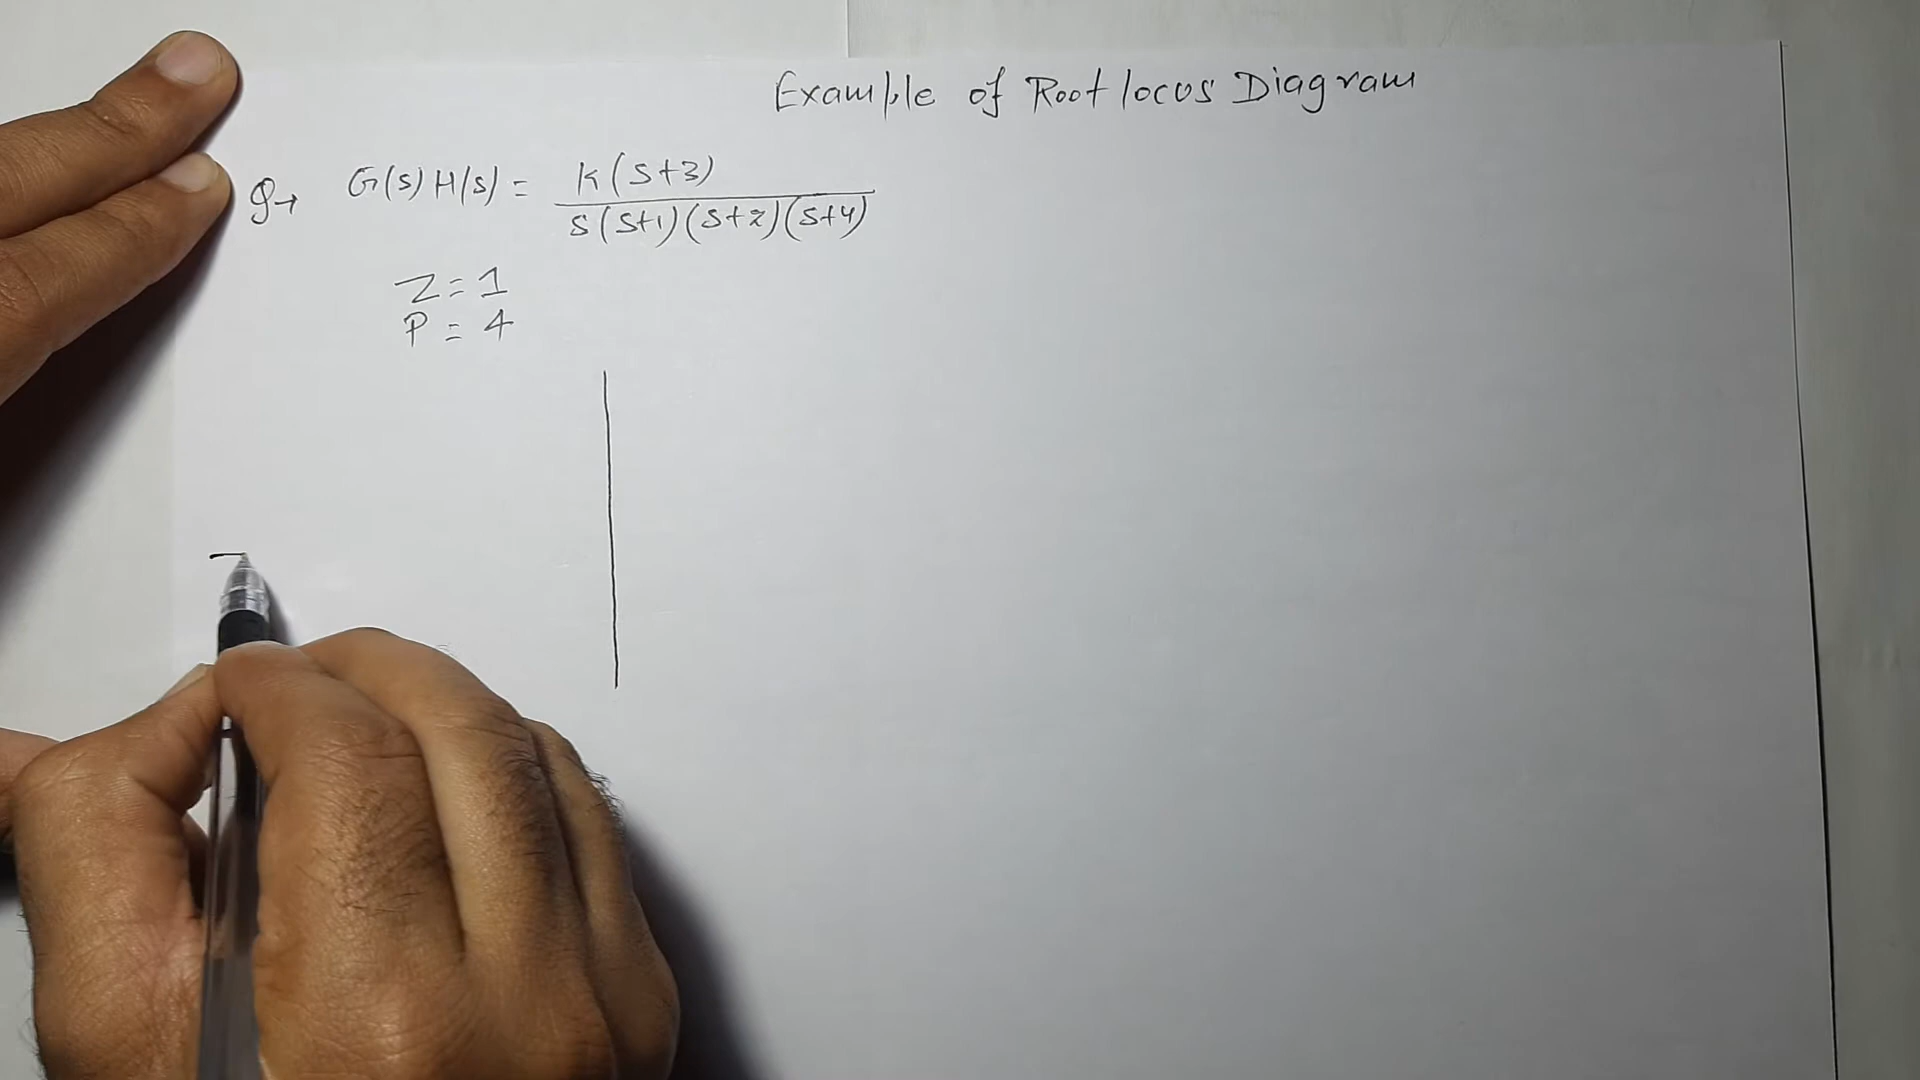 Example of Root locus Diagram
Q→ G(s) H(s) = K(s+3)
s(s+1)(s+2)(s+4)
Z = 1
P = 4